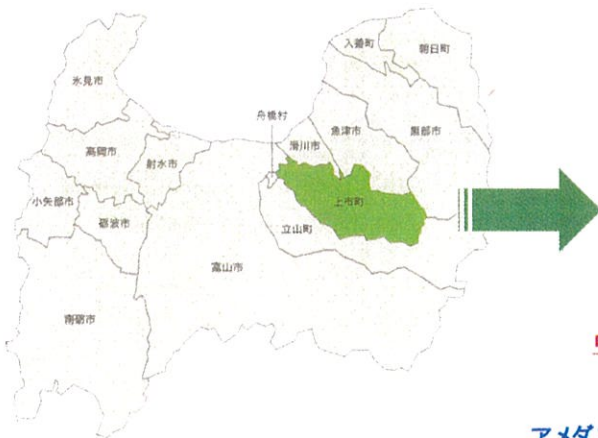 入善町
朝日町
氷見市
舟橋村
魚津市
黒部市
滑川市
高岡市
射水市
小矢部市
砺波市
上市町
立山町
富山市
南砺市
アメダ